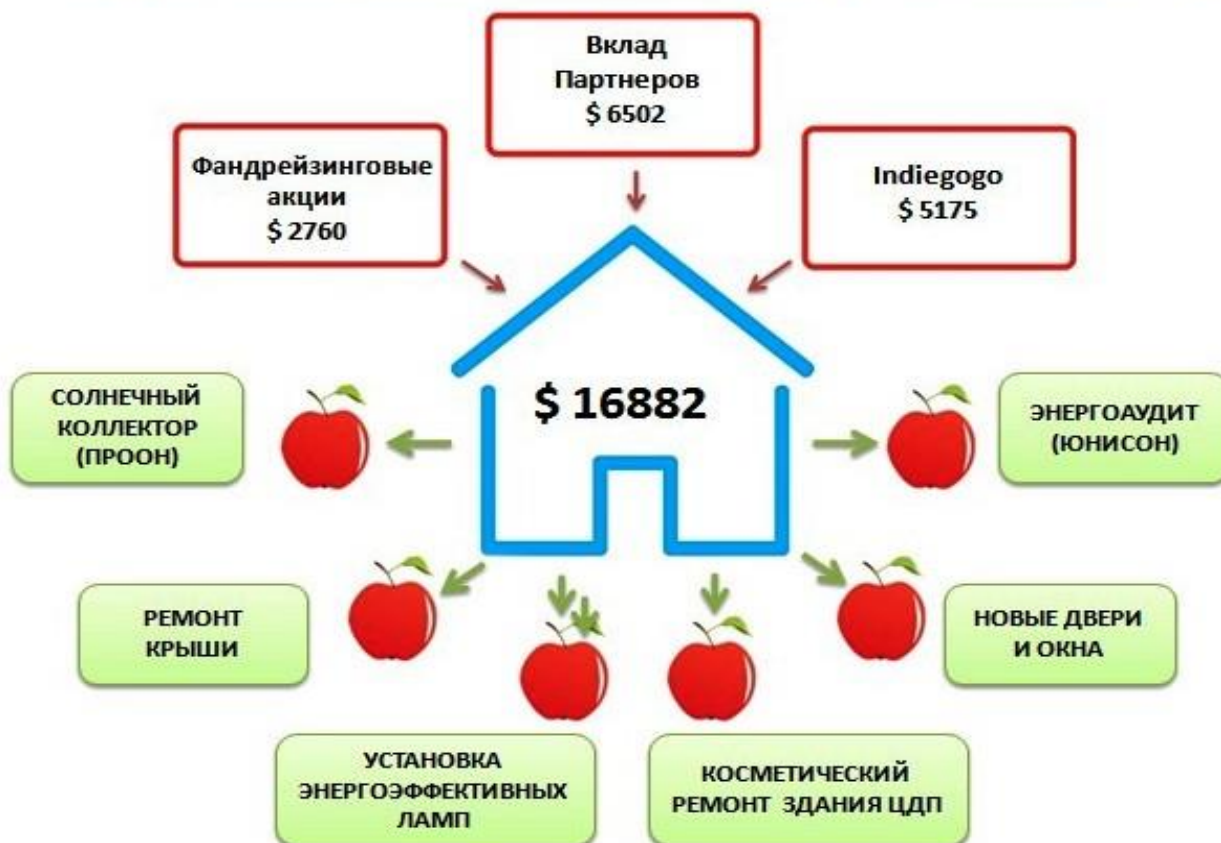 Вклад
Партнеров
$ 6502
Фандрейзинговые
акции
$ 2760
Indiegogo
$ 5175
$ 16882
СОЛНЕЧНЫЙ
КОЛЛЕКТОР
(ПРООН)
ЭНЕРГОАУДИТ
(ЮНИСОН)
РЕМОНТ
КРЫШИ
НОВЫЕ ДВЕРИ
И ОКНА
УСТАНОВКА
ЭНЕРГОЭФФЕКТИВНЫХ
ЛАМП
КОСМЕТИЧЕСКИЙ
РЕМОНТ ЗДАНИЯ ЦДП